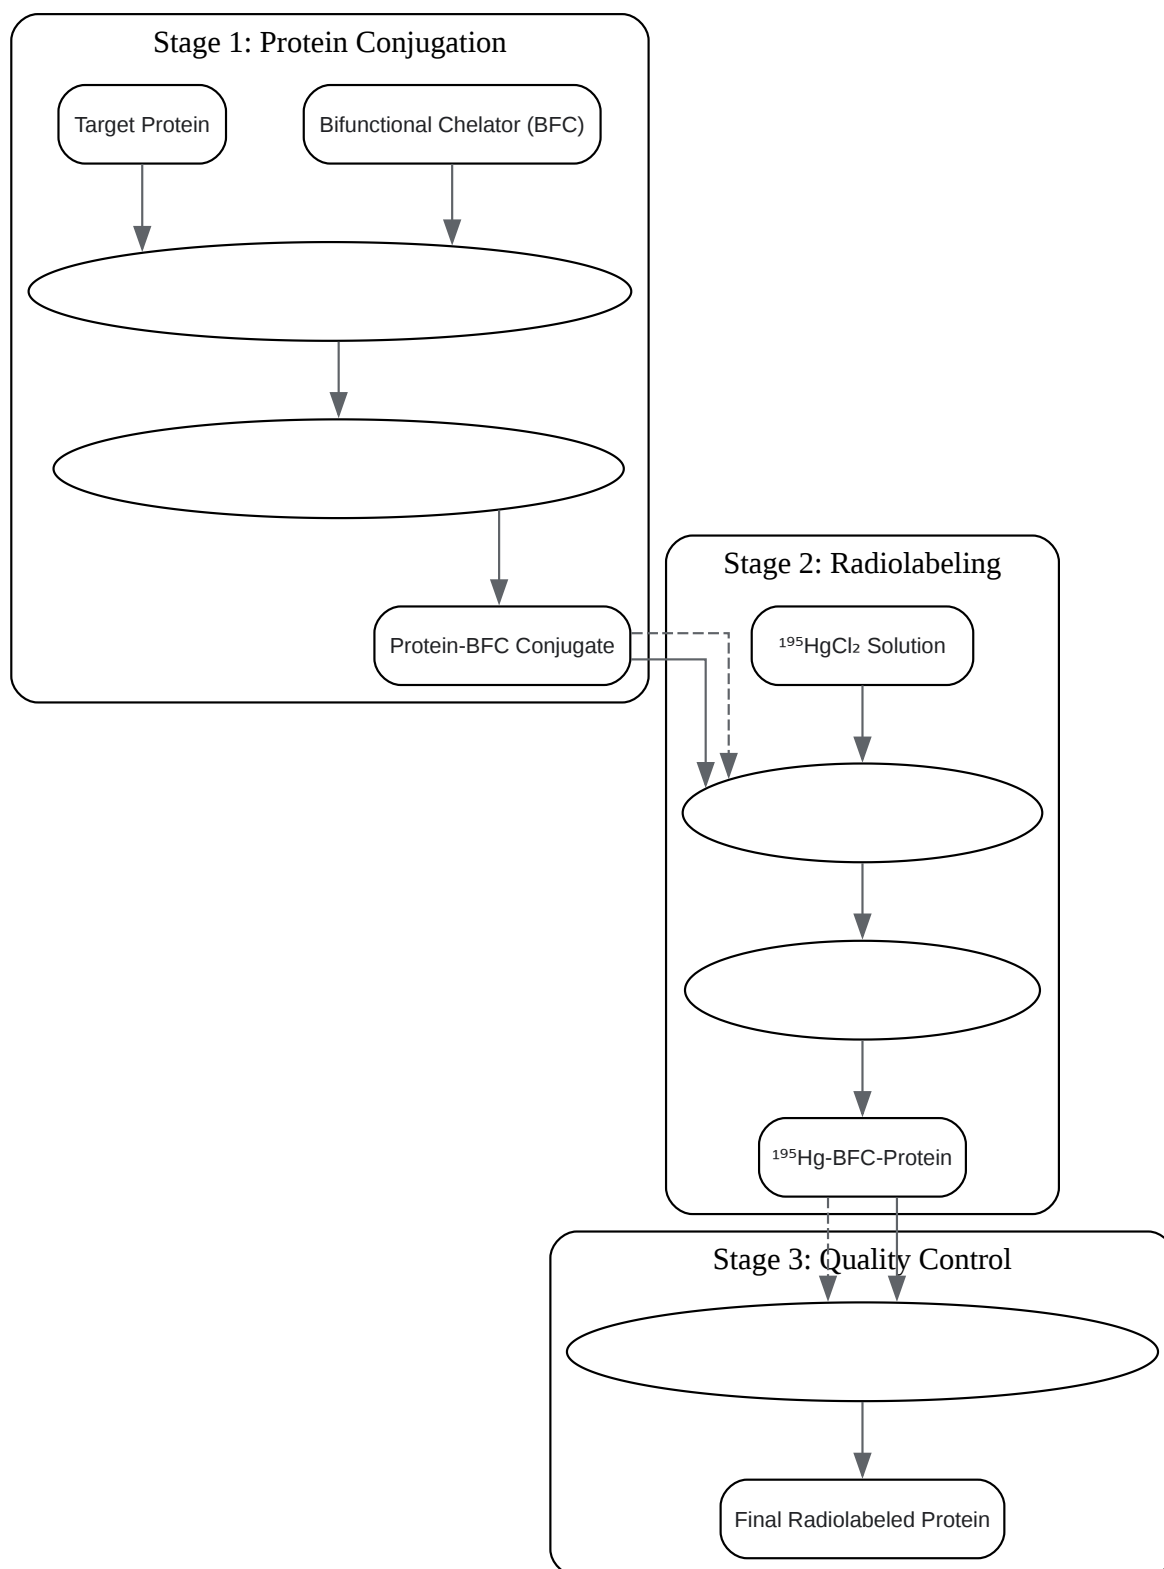 Stage 1: Protein Conjugation
Target Protein
Bifunctional Chelator (BFC)
Protein-BFC Conjugate
Stage 2: Radiolabeling
¹⁹⁵HgCl₂ Solution
¹⁹⁵Hg-BFC-Protein
Stage 3: Quality Control
Final Radiolabeled Protein